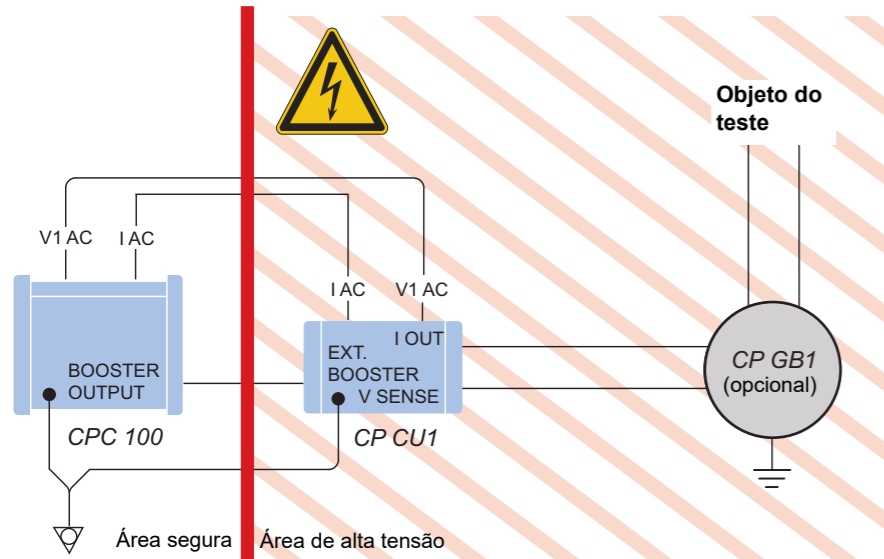 Objeto do
teste
V1 AC
I AC
I AC
V1 AC
I OUT
EXT.
BOOSTER
V SENSE
BOOSTER
OUTPUT
CP GB1
(opcional)
CPC 100
CP CU1
Área segura
Área de alta tensão